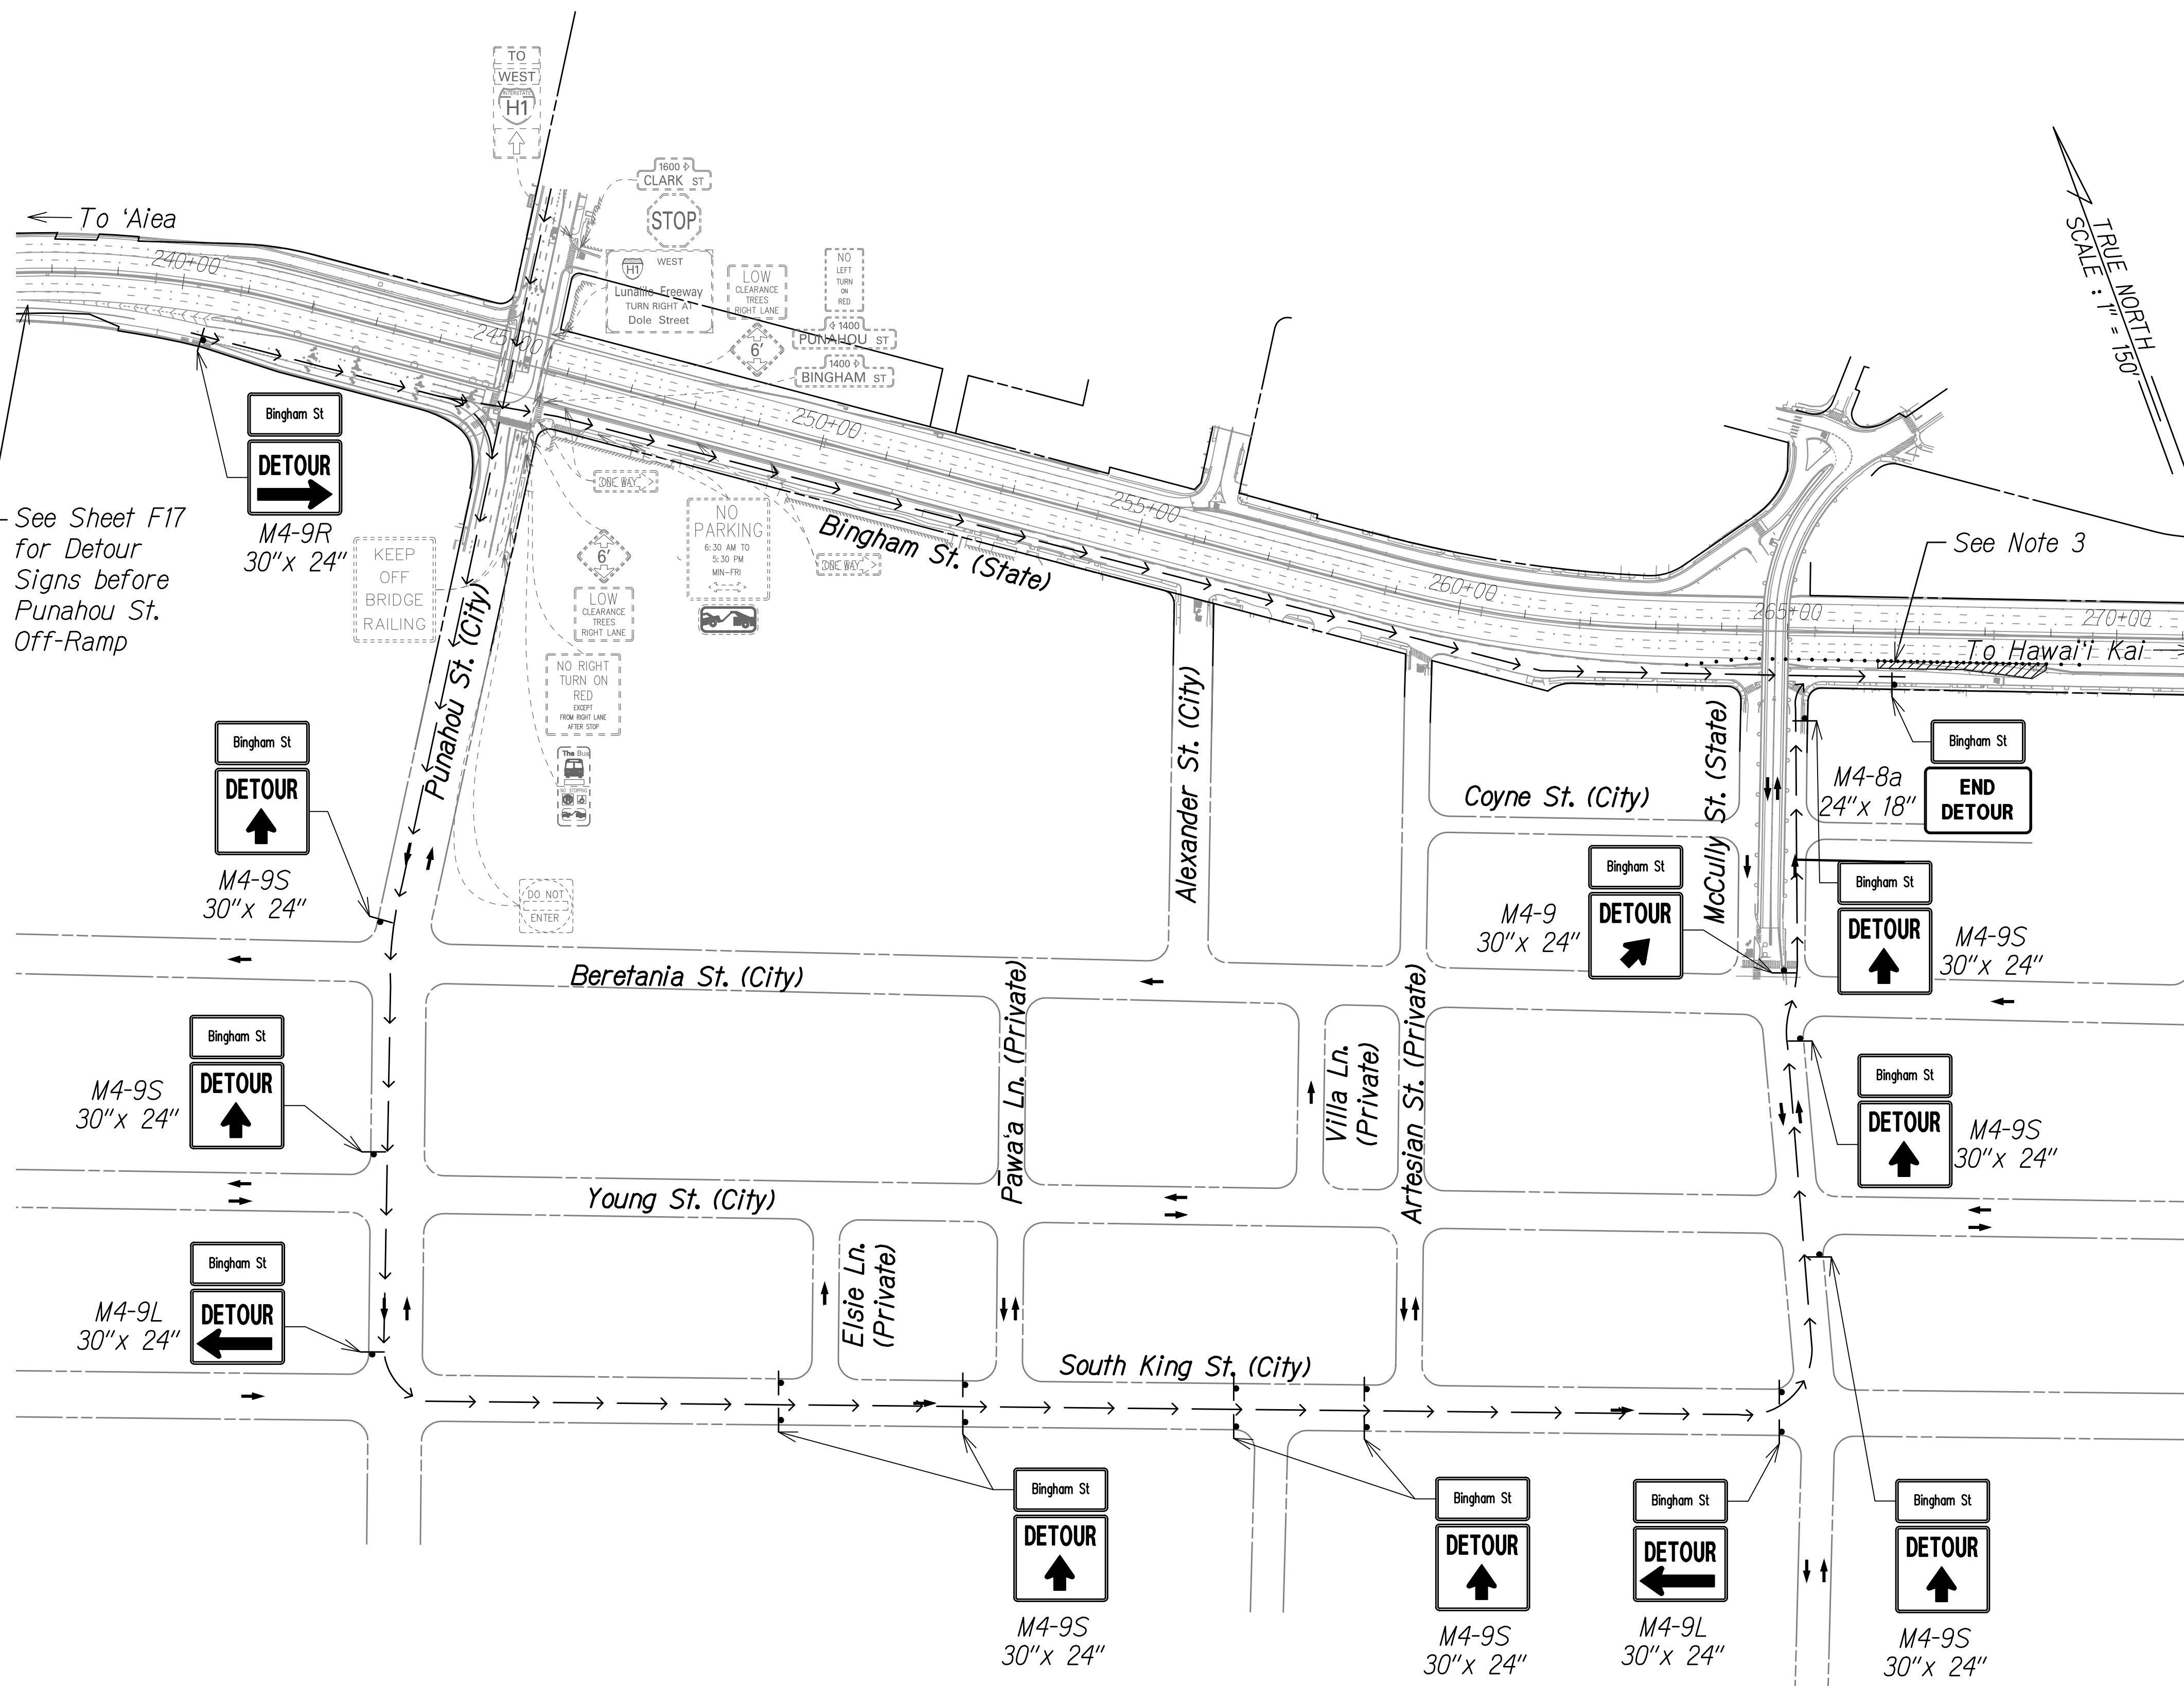 TO
WEST
INTERSTATE
H1
1600
CLARK ST
STOP
To 'Aiea
240+00
H1
WEST
Lunalilo Freeway
TURN RIGHT AT
Dole Street
LOW
CLEARANCE
TREES
RIGHT LANE
6'
NO
LEFT
TURN
ON
RED
1400
PUNAHOU ST
1400
BINGHAM ST
TRUE NORTH
SCALE : 1" = 150'
245+00
250+00
255+00
260+00
265+00
270+00
Bingham St
DETOUR
M4-9R
30"x 24"
See Sheet F17
for Detour
Signs before
Punahou St.
Off-Ramp
KEEP
OFF
BRIDGE
RAILING
ONE WAY
6'
LOW
CLEARANCE
TREES
RIGHT LANE
NO
PARKING
6:30 AM TO
5:30 PM
MIN-FRI
ONE WAY
Bingham St. (State)
See Note 3
To Hawai'i Kai
NO RIGHT
TURN ON
RED
EXCEPT
FROM RIGHT LANE
AFTER STOP
The Bus
NO STOPPING
Punahou St. (City)
Alexander St. (City)
McCully St. (State)
Coyne St. (City)
Bingham St
END
DETOUR
M4-8a
24"x 18"
Bingham St
DETOUR
M4-9S
30"x 24"
DO NOT
ENTER
Bingham St
DETOUR
M4-9
30"x 24"
Bingham St
DETOUR
M4-9S
30"x 24"
Beretania St. (City)
Pāwa'a Ln. (Private)
Villa Ln.
(Private)
Artesian St. (Private)
Bingham St
DETOUR
M4-9S
30"x 24"
Bingham St
DETOUR
M4-9S
30"x 24"
Young St. (City)
Elsie Ln.
(Private)
Bingham St
DETOUR
M4-9L
30"x 24"
South King St. (City)
Bingham St
DETOUR
M4-9S
30"x 24"
Bingham St
DETOUR
M4-9S
30"x 24"
Bingham St
DETOUR
M4-9L
30"x 24"
Bingham St
DETOUR
M4-9S
30"x 24"